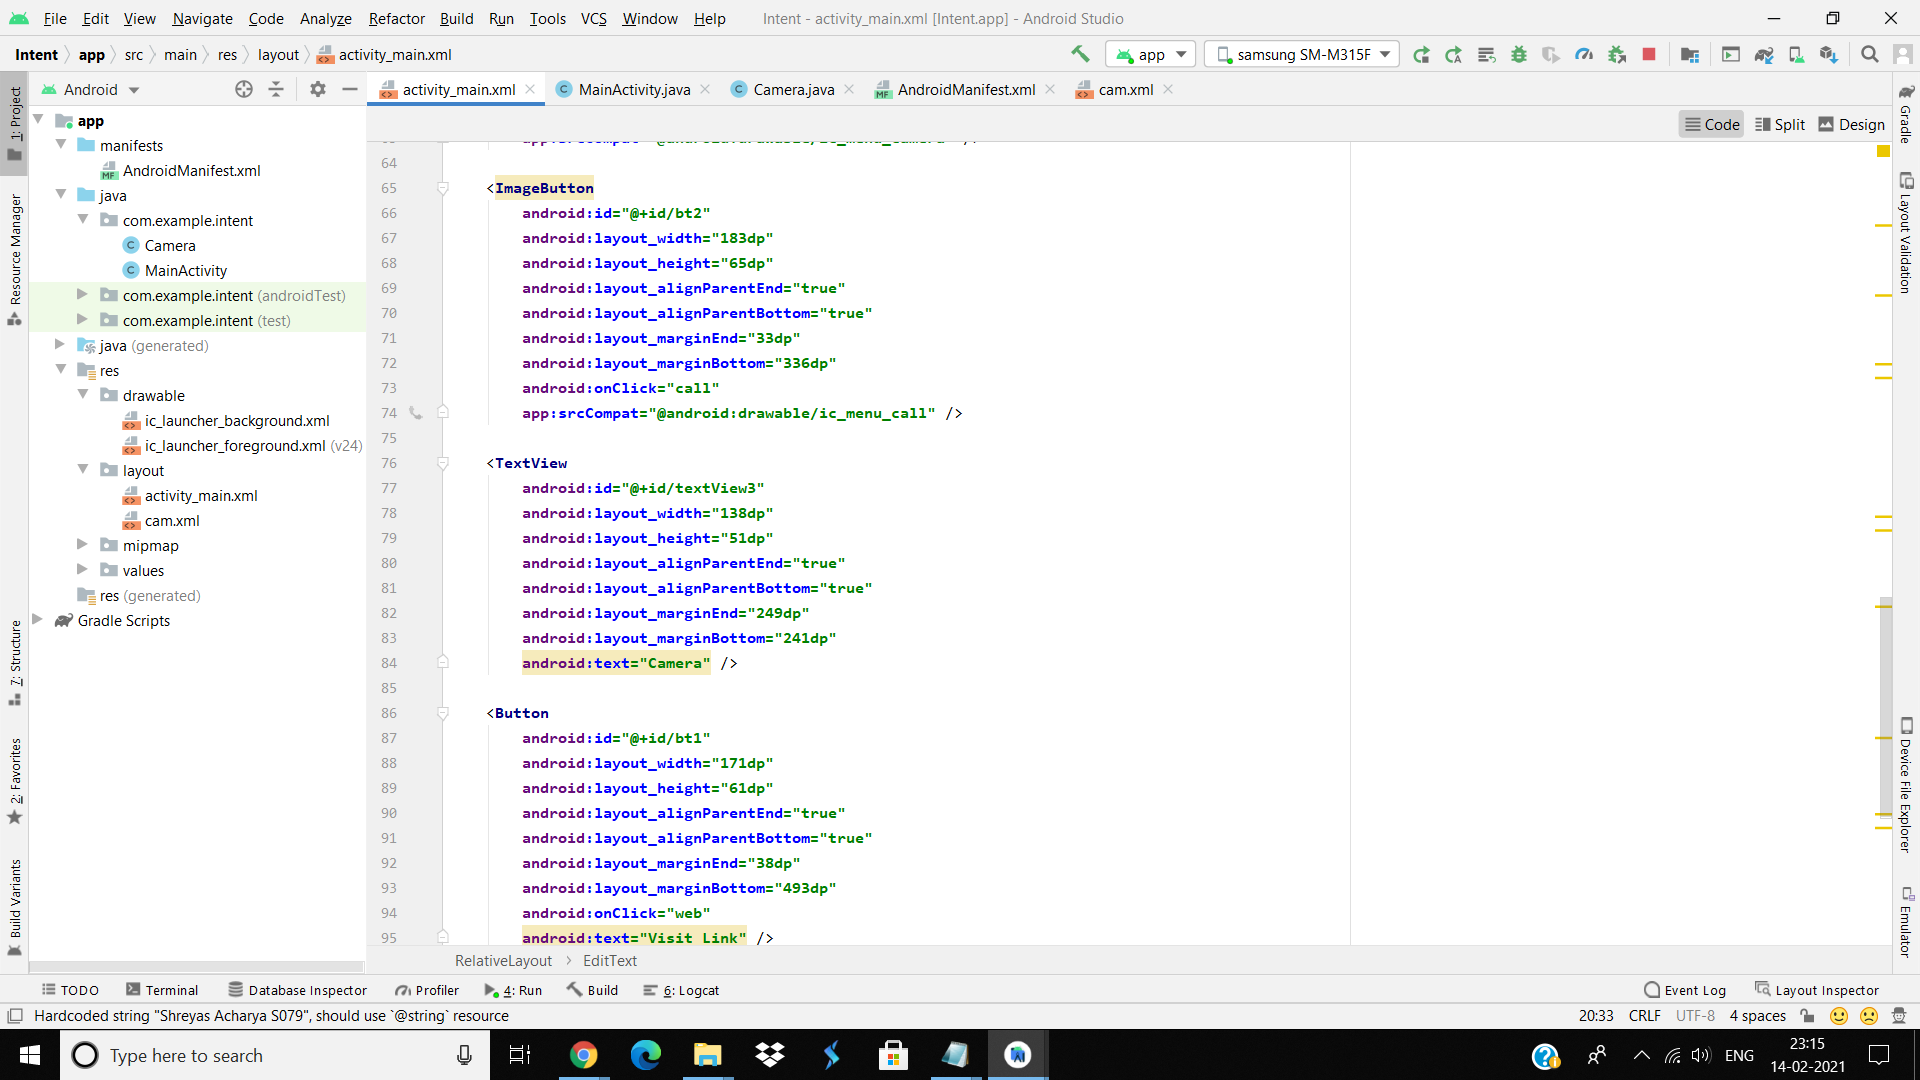 File Edit View Navigate Code Analyze Refactor Build Run Tools VCS Window Help Intent - activity_main.xml [Intent.app] - Android Studio
Intent app src main res layout activity_main.xml app samsung SM-M315F
Android activity_main.xml MainActivity.java Camera.java AndroidManifest.xml cam.xml
Code Split Design
1: Project
Resource Manager
7: Structure
2: Favorites
Build Variants
app
manifests
AndroidManifest.xml
java
com.example.intent
Camera
MainActivity
com.example.intent (androidTest)
com.example.intent (test)
java (generated)
res
drawable
ic_launcher_background.xml
ic_launcher_foreground.xml (v24)
layout
activity_main.xml
cam.xml
mipmap
values
res (generated)
Gradle Scripts
64
65 <ImageButton
66 android:id="@+id/bt2"
67 android:layout_width="183dp"
68 android:layout_height="65dp"
69 android:layout_alignParentEnd="true"
70 android:layout_alignParentBottom="true"
71 android:layout_marginEnd="33dp"
72 android:layout_marginBottom="336dp"
73 android:onClick="call"
74 app:srcCompat="@android:drawable/ic_menu_call" />
75
76 <TextView
77 android:id="@+id/textView3"
78 android:layout_width="138dp"
79 android:layout_height="51dp"
80 android:layout_alignParentEnd="true"
81 android:layout_alignParentBottom="true"
82 android:layout_marginEnd="249dp"
83 android:layout_marginBottom="241dp"
84 android:text="Camera" />
85
86 <Button
87 android:id="@+id/bt1"
88 android:layout_width="171dp"
89 android:layout_height="61dp"
90 android:layout_alignParentEnd="true"
91 android:layout_alignParentBottom="true"
92 android:layout_marginEnd="38dp"
93 android:layout_marginBottom="493dp"
94 android:onClick="web"
95 android:text="Visit Link" />
RelativeLayout EditText
Gradle
Layout Validation
Device File Explorer
Emulator
TODO Terminal Database Inspector Profiler 4: Run Build 6: Logcat Event Log Layout Inspector
Hardcoded string "Shreyas Acharya S079", should use `@string` resource 20:33 CRLF UTF-8 4 spaces
Type here to search ENG 23:15
14-02-2021